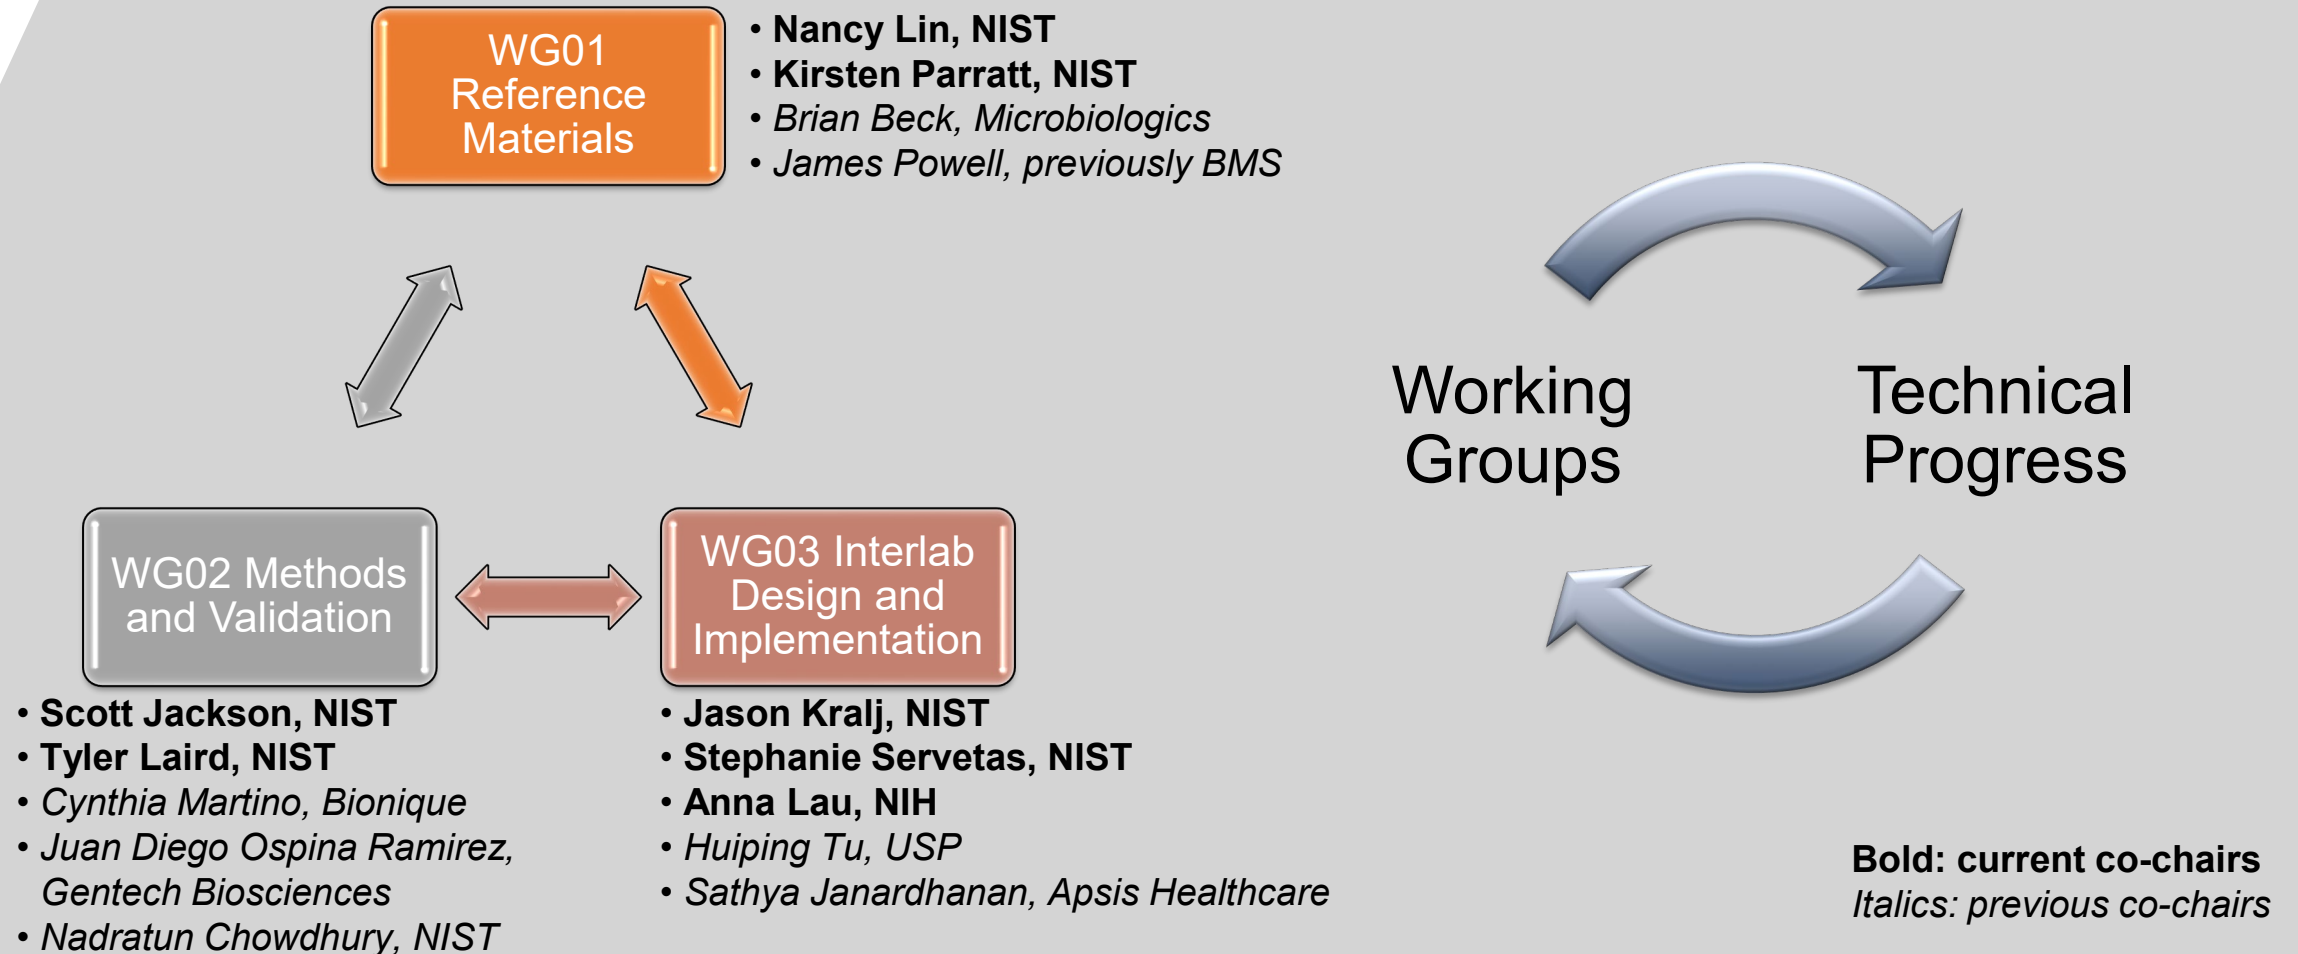 WG01
Reference
Materials
• Nancy Lin, NIST
• Kirsten Parratt, NIST
• Brian Beck, Microbiologics
• James Powell, previously BMS
WG02 Methods
and Validation
• Scott Jackson, NIST
• Tyler Laird, NIST
• Cynthia Martino, Bionique
• Juan Diego Ospina Ramirez,
Gentech Biosciences
• Nadratun Chowdhury, NIST
WG03 Interlab
Design and
Implementation
• Jason Kralj, NIST
• Stephanie Servetas, NIST
• Anna Lau, NIH
• Huiping Tu, USP
• Sathya Janardhanan, Apsis Healthcare
Working
Groups
Technical
Progress
Bold: current co-chairs
Italics: previous co-chairs